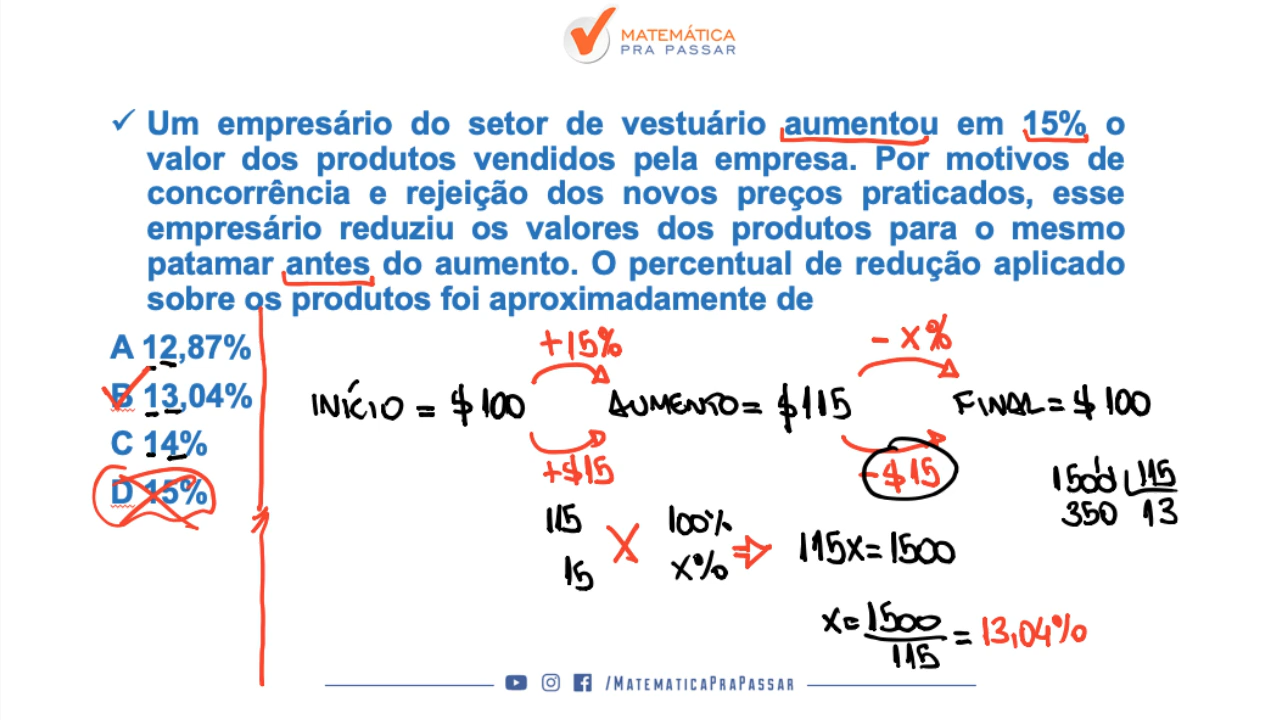 MATEMÁTICA
PRA PASSAR
✓ Um empresário do setor de vestuário aumentou em 15% o
valor dos produtos vendidos pela empresa. Por motivos de
concorrência e rejeição dos novos preços praticados, esse
empresário reduziu os valores dos produtos para o mesmo
patamar antes do aumento. O percentual de redução aplicado
sobre os produtos foi aproximadamente de
A 12,87%
B 13,04%
C 14%
D 15%
+15%
- X%
INÍCIO = $ 100
AUMENTO = $115
FINAL = $ 100
+$15
- $15
1500 115
350 13
115 100%
15 X%
115X = 1500
X = 1500
115
= 13,04%
/MATEMATICAPRAPASSAR